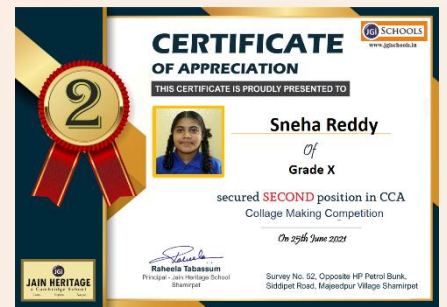 JGI SCHOOLS
www.jgischools.in
CERTIFICATE
OF APPRECIATION
THIS CERTIFICATE IS PROUDLY PRESENTED TO
2
Sneha Reddy
Of
Grade X
secured SECOND position in CCA
Collage Making Competition
On 25th June 2021
Raheela Tabassum
Principal - Jain Heritage School
Shamirpet
Survey No. 52, Opposite HP Petrol Bunk,
Siddipet Road, Majeedpur Village Shamirpet
JGI
JAIN HERITAGE
a Cambridge School